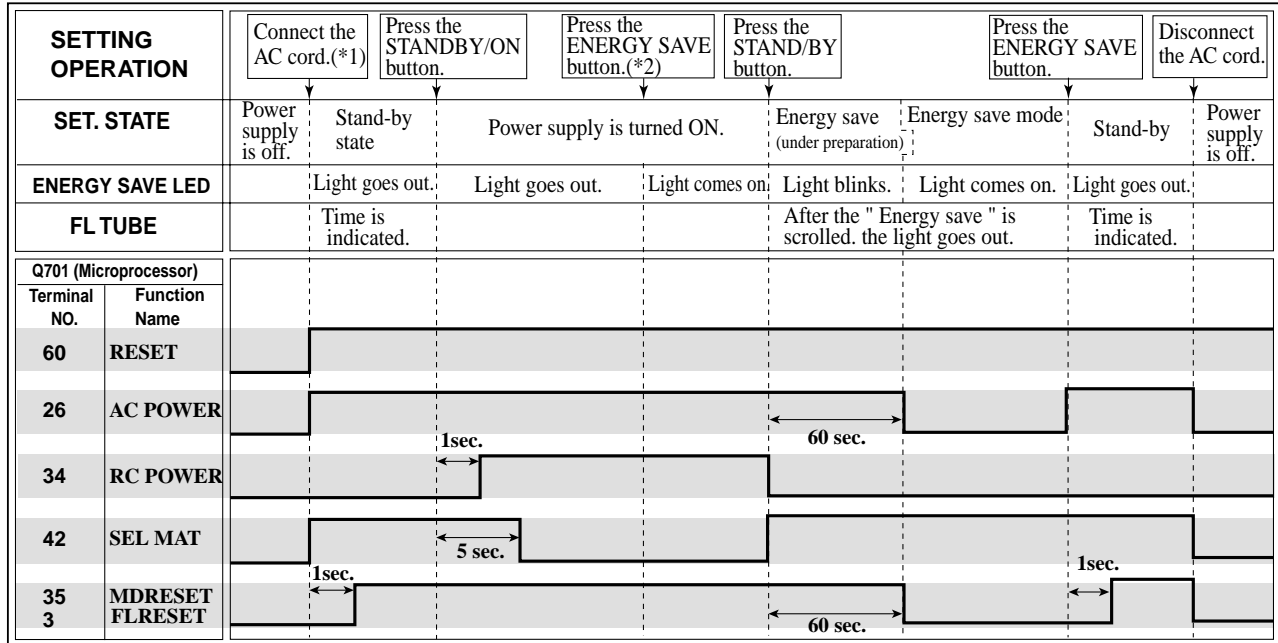 SETTING
OPERATION
Connect the
AC cord.(*1)
Press the
STANDBY/ON
button.
Press the
ENERGY SAVE
button.(*2)
Press the
STAND/BY
button.
Press the
ENERGY SAVE
button.
Disconnect
the AC cord.
SET. STATE
Power
supply
is off.
Stand-by
state
Power supply is turned ON.
Energy save
(under preparation)
Energy save mode
Stand-by
Power
supply
is off.
ENERGY SAVE LED
Light goes out.
Light goes out.
Light comes on.
Light blinks.
Light comes on.
Light goes out.
FL TUBE
Time is
indicated.
After the " Energy save " is
scrolled. the light goes out.
Time is
indicated.
Q701 (Microprocessor)
Terminal
NO.
Function
Name
60
RESET
26
AC POWER
60 sec.
1sec.
34
RC POWER
42
SEL MAT
5 sec.
1sec.
1sec.
35
MDRESET
3
FLRESET
60 sec.